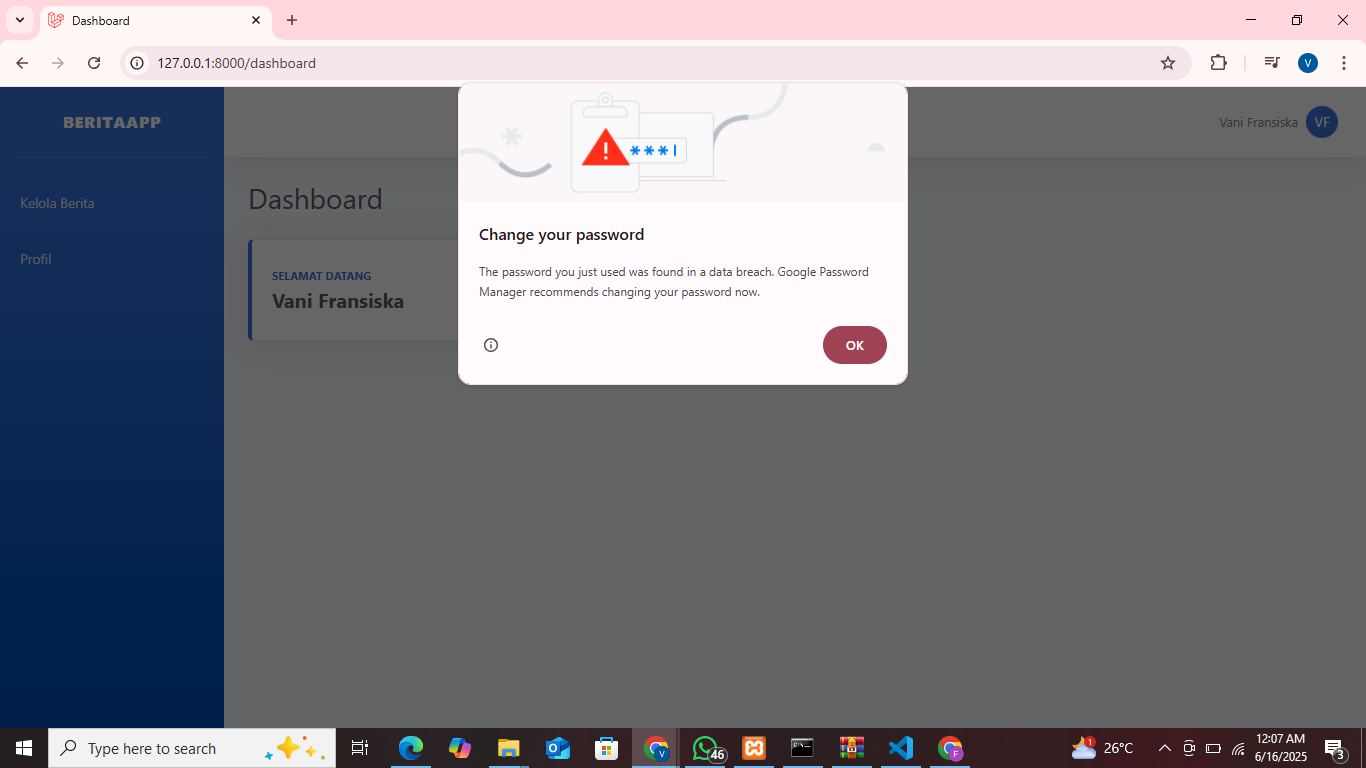 Dashboard
127.0.0.1:8000/dashboard
V
BERITAAPP
Vani Fransiska
VF
Kelola Berita
Profil
Dashboard
SELAMAT DATANG
Vani Fransiska
***|
Change your password
The password you just used was found in a data breach. Google Password
Manager recommends changing your password now.
OK
Type here to search
V
46
F
1
26°C
12:07 AM
6/16/2025
3